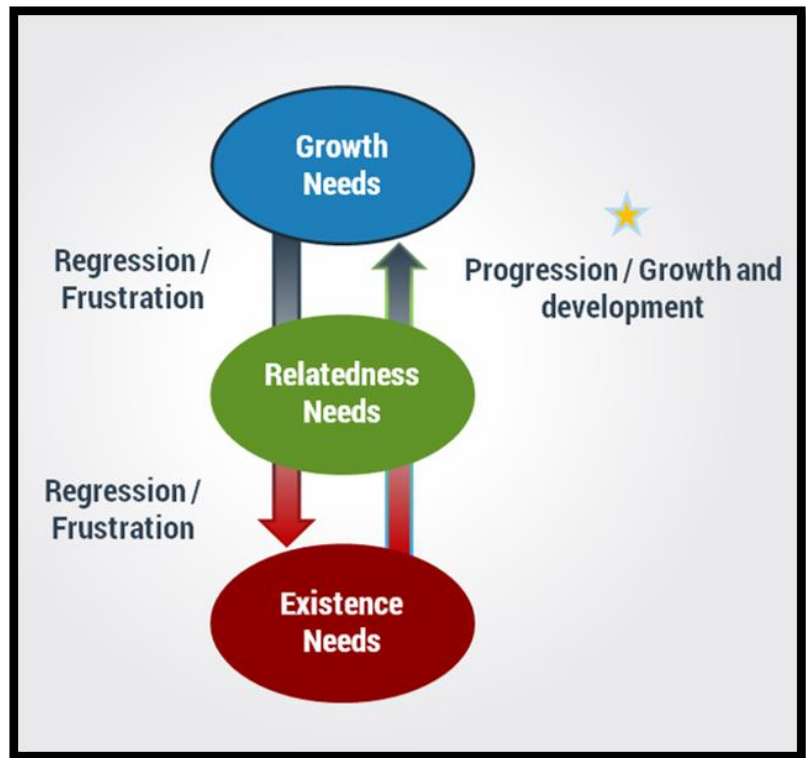 Growth
Needs
Regression /
Frustration
Progression / Growth and
development
Relatedness
Needs
Regression /
Frustration
Existence
Needs